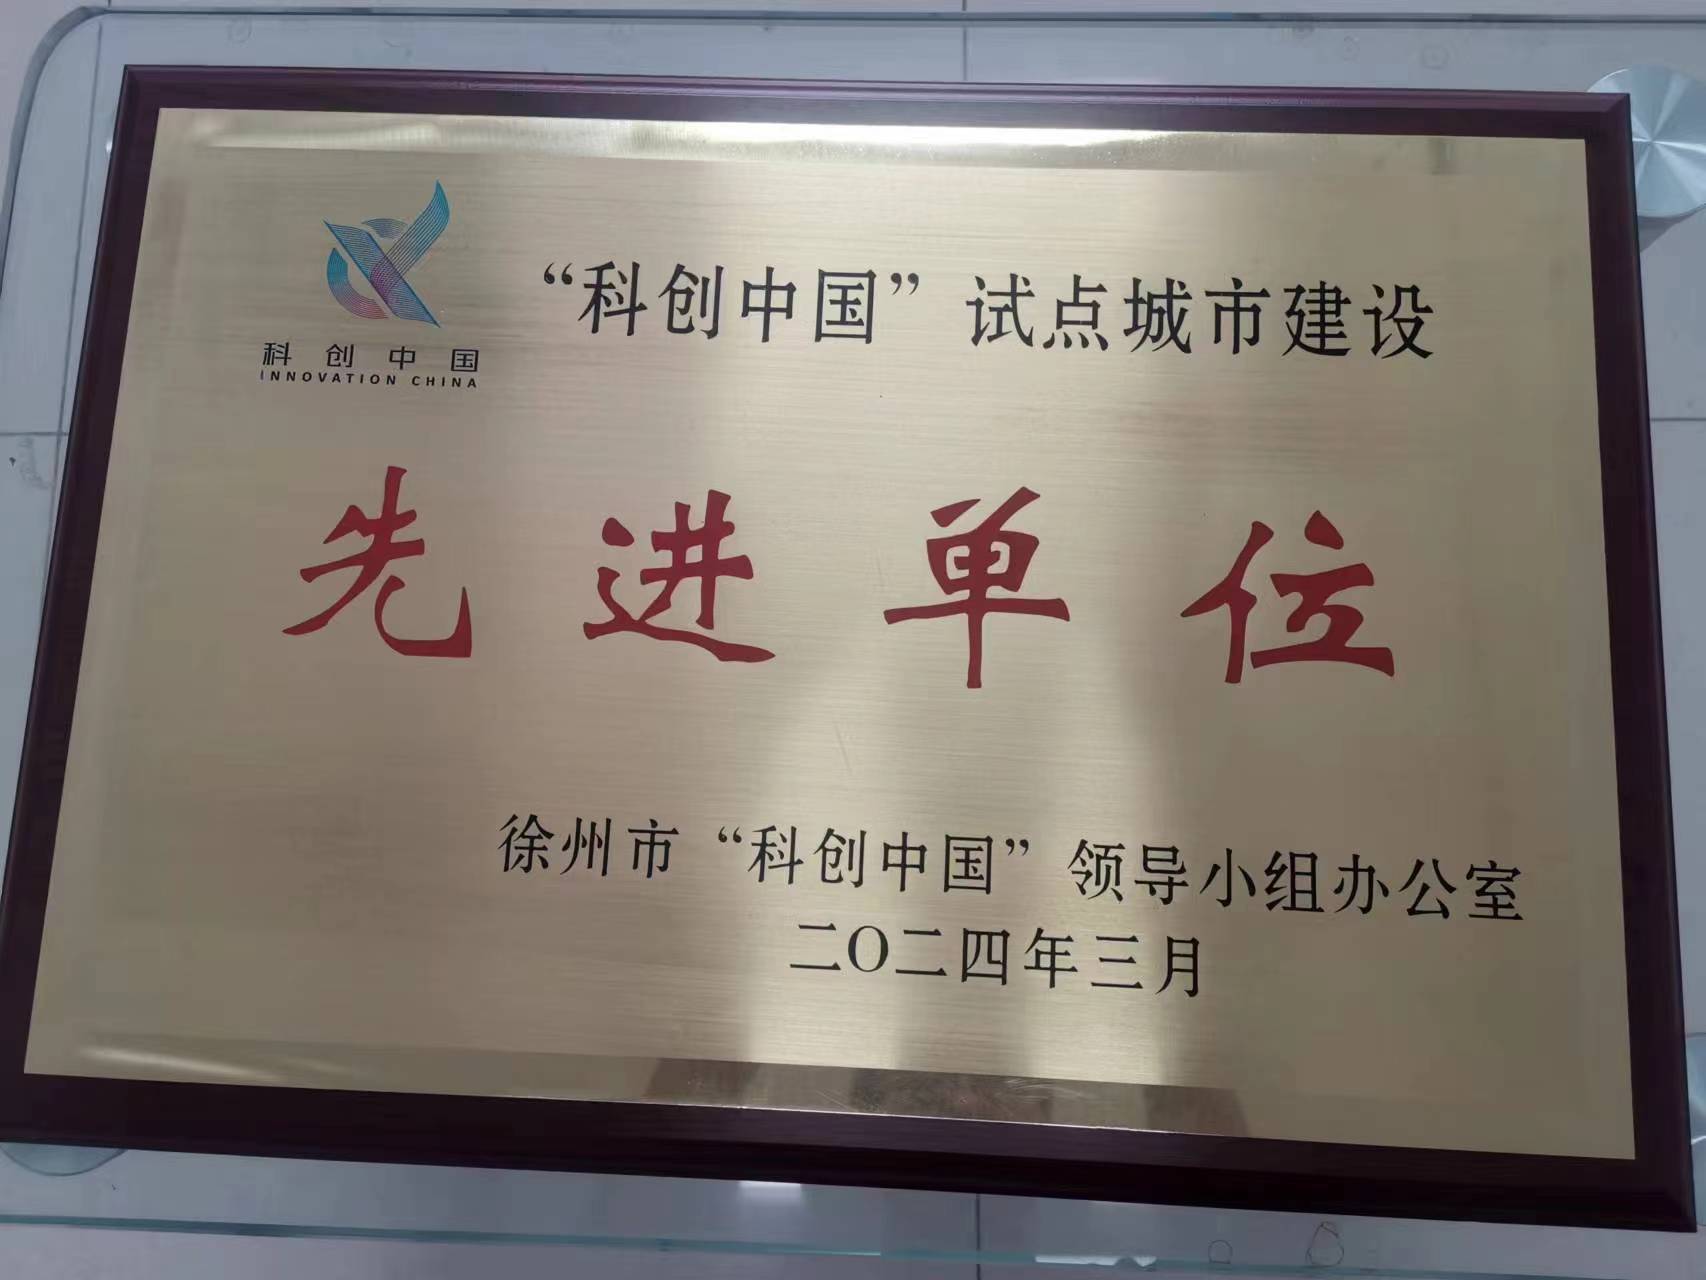 “科创中国”试点城市建设
科创中国
INNOVATION CHINA
先进单位
徐州市“科创中国”领导小组办公室
二〇二四年三月